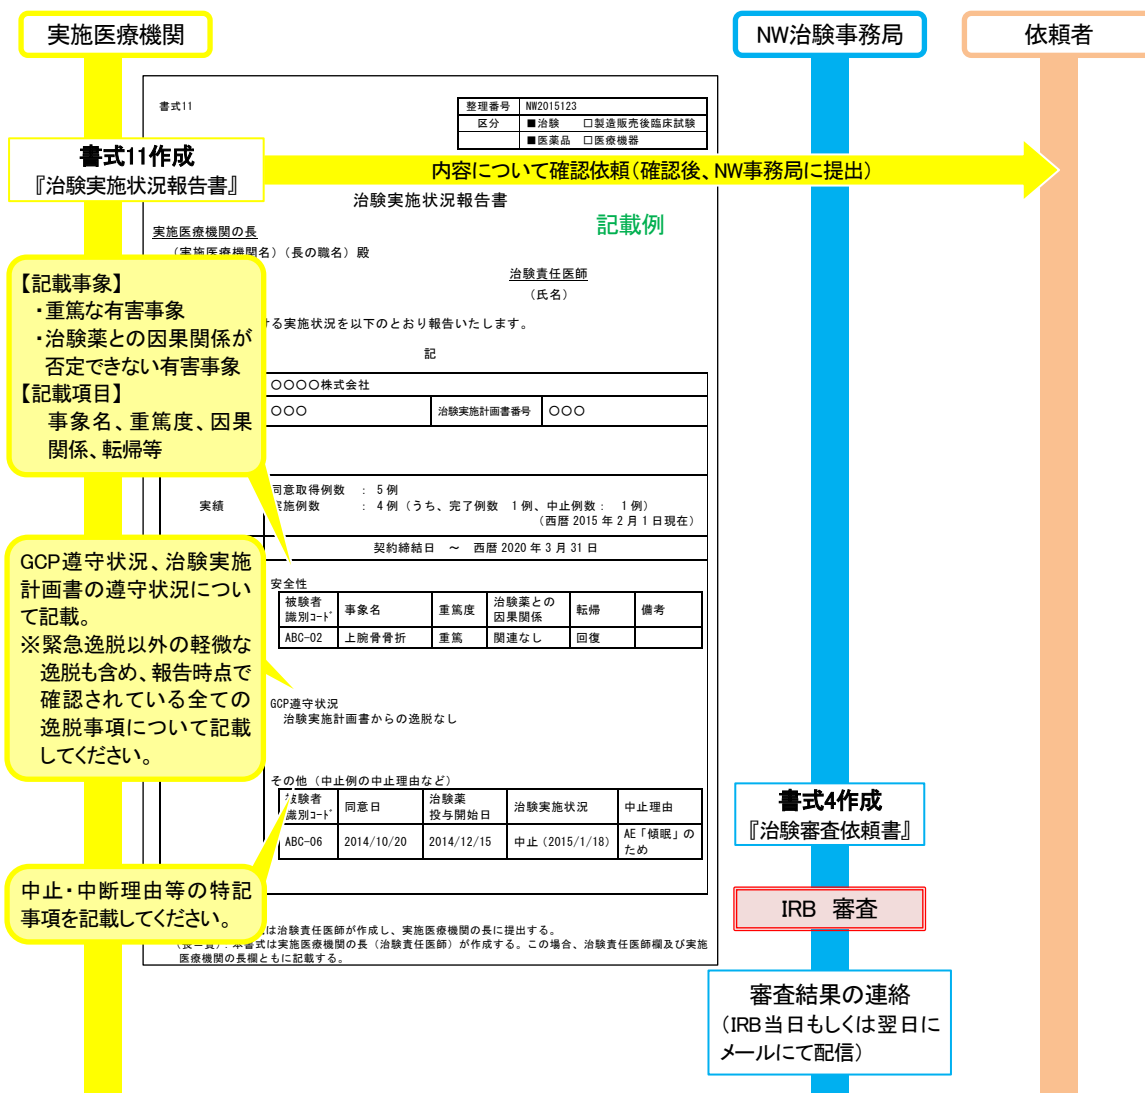 実施医療機関
NW治験事務局
依頼者
書式11
整理番号 NW2015123
区分 ■治験 □製造販売後臨床試験
■医薬品 □医療機器
書式11作成
『治験実施状況報告書』
内容について確認依頼(確認後、NW事務局に提出)
治験実施状況報告書
記載例
実施医療機関の長
(実施医療機関名)(長の職名)殿
治験責任医師
(氏名)
【記載事象】
・重篤な有害事象
・治験薬との因果関係が
否定できない有害事象
【記載項目】
事象名、重篤度、因果
関係、転帰等
る実施状況を以下のとおり報告いたします。
記
○○○○株式会社
○○○ 治験実施計画書番号 ○○○
実績
同意取得例数 : 5例
実施例数 : 4例(うち、完了例数 1例、中止例数: 1例)
(西暦2015年2月1日現在)
契約締結日 ~ 西暦2020年3月31日
GCP遵守状況、治験実施
計画書の遵守状況につい
て記載。
※緊急逸脱以外の軽微な
逸脱も含め、報告時点で
確認されている全ての
逸脱事項について記載
してください。
安全性
被験者
識別コード 事象名 重篤度 治験薬との
因果関係 転帰 備考
ABC-02 上腕骨骨折 重篤 関連なし 回復
GCP遵守状況
治験実施計画書からの逸脱なし
その他(中止例の中止理由など)
被験者
識別コード 同意日 治験薬
投与開始日 治験実施状況 中止理由
ABC-06 2014/10/20 2014/12/15 中止(2015/1/18) AE「傾眠」の
ため
中止・中断理由等の特記
事項を記載してください。
は治験責任医師が作成し、実施医療機関の長に提出する。
本書式は実施医療機関の長(治験責任医師)が作成する。この場合、治験責任医師欄及び実施
医療機関の長欄ともに記載する。
書式4作成
『治験審査依頼書』
IRB 審査
審査結果の連絡
(IRB当日もしくは翌日に
メールにて配信)